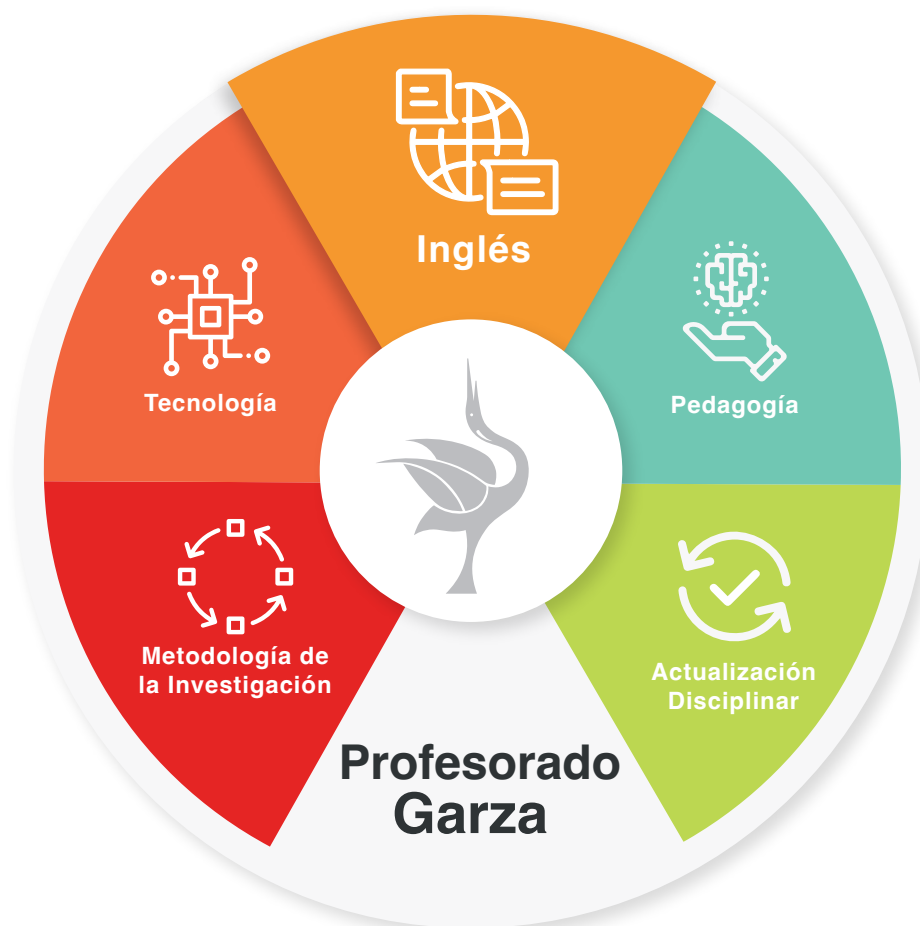 Inglés
Tecnología
Pedagogía
Metodología de
la Investigación
Actualización
Disciplinar
Profesorado
Garza